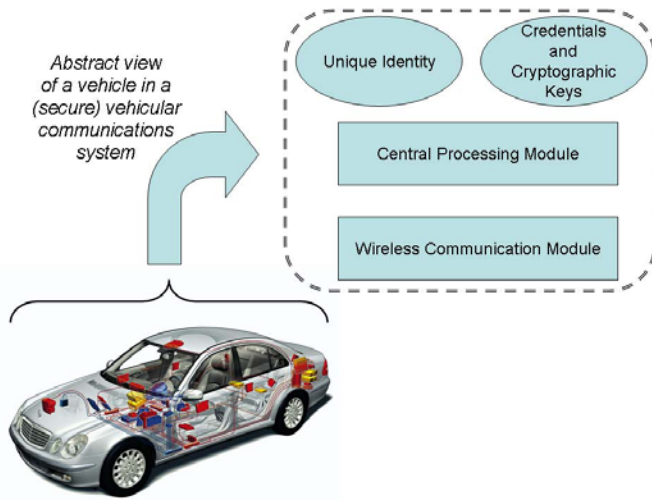 Abstract view
of a vehicle in a
(secure) vehicular
communications
system
Unique Identity
Credentials
and
Cryptographic
Keys
Central Processing Module
Wireless Communication Module